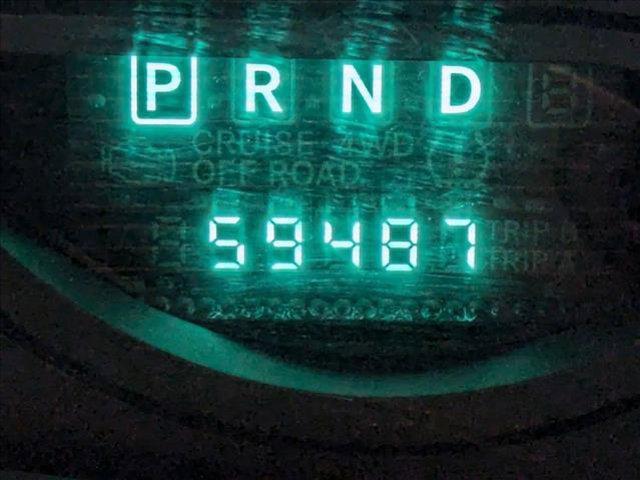 P R N D
CRUISE 4WD
OFF ROAD
59487 TRIP B
TRIP A